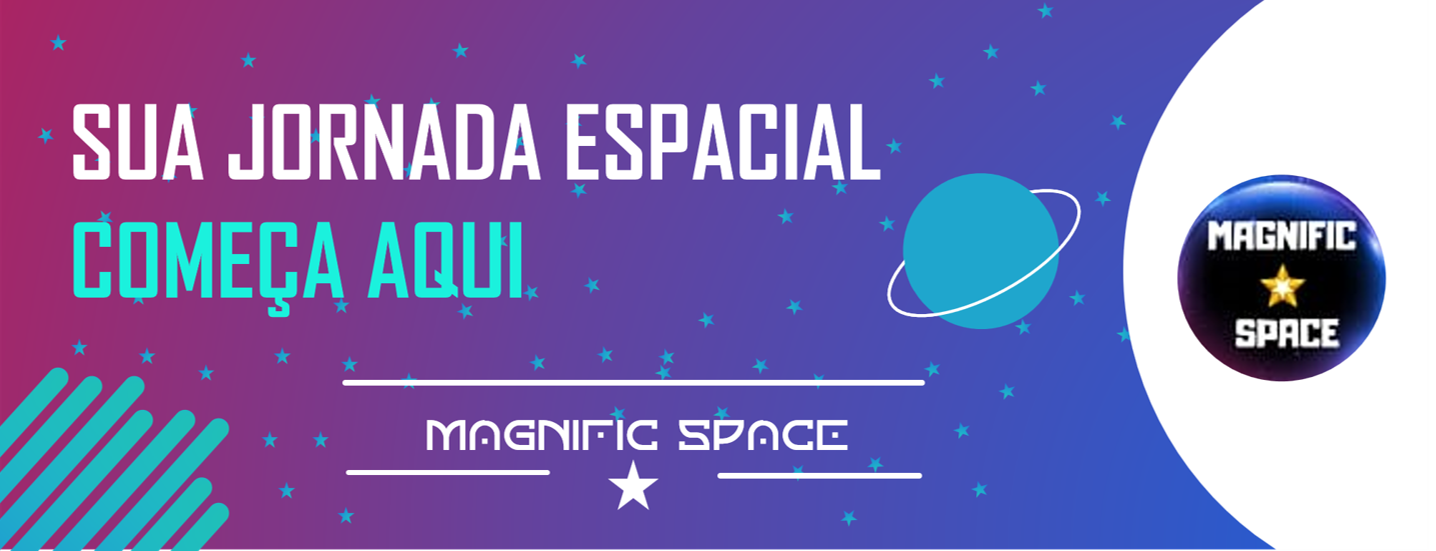 SUA JORNADA ESPACIAL
COMEÇA AQUI
MAGNIFIC SPACE
MAGNIFIC
SPACE